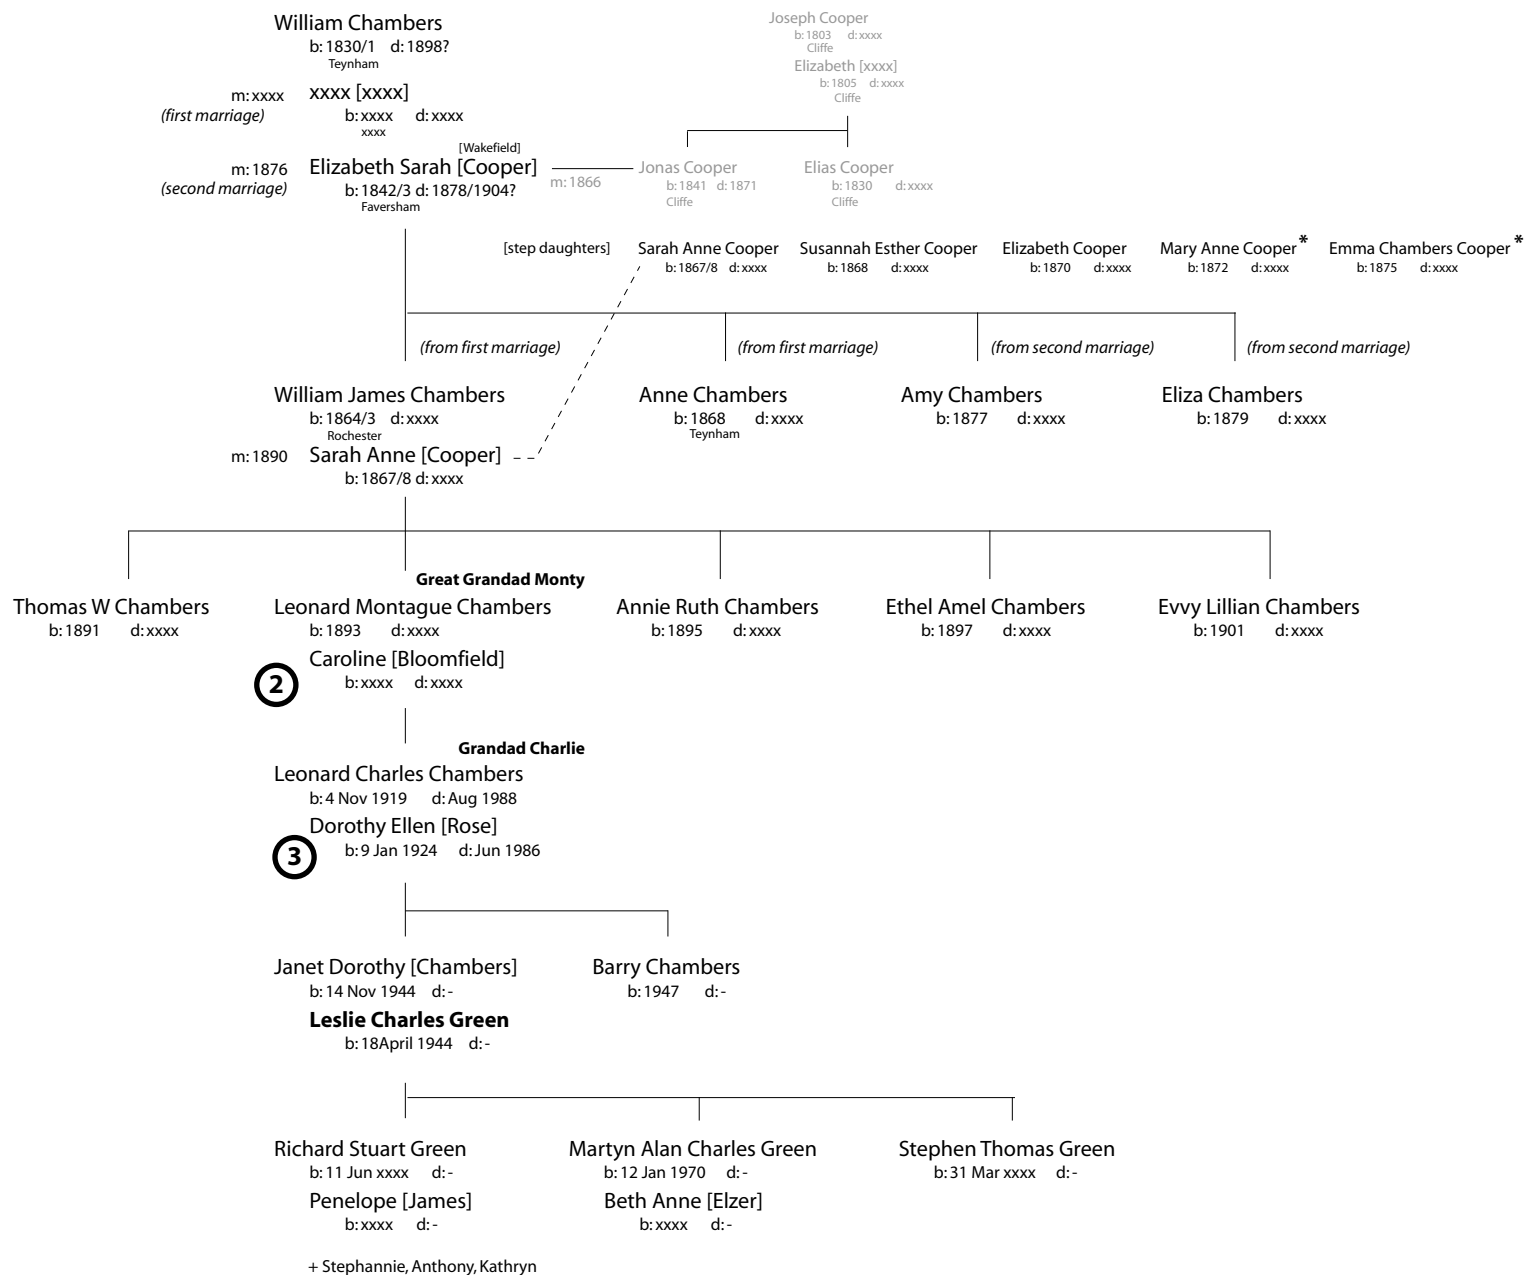 William Chambers
b: 1830/1 d: 1898?
Teynham
Joseph Cooper
b: 1803 d: xxxx
Cliffe
Elizabeth [xxxx]
b: 1805 d: xxxx
Cliffe
m: xxxx xxxx [xxxx]
(first marriage) b: xxxx d: xxxx
xxxx
[Wakefield]
m: 1876 Elizabeth Sarah [Cooper]
(second marriage) b: 1842/3 d: 1878/1904?
Faversham
m: 1866
Jonas Cooper
b: 1841 d: 1871
Cliffe
Elias Cooper
b: 1830 d: xxxx
Cliffe
[step daughters] Sarah Anne Cooper Susannah Esther Cooper Elizabeth Cooper Mary Anne Cooper * Emma Chambers Cooper *
b: 1867/8 d: xxxx b: 1868 d: xxxx b: 1870 d: xxxx b: 1872 d: xxxx b: 1875 d: xxxx
(from first marriage) (from first marriage) (from second marriage) (from second marriage)
William James Chambers Anne Chambers Amy Chambers Eliza Chambers
b: 1864/3 d: xxxx b: 1868 d: xxxx b: 1877 d: xxxx b: 1879 d: xxxx
Rochester Teynham
m: 1890 Sarah Anne [Cooper]
b: 1867/8 d: xxxx
Great Grandad Monty
Thomas W Chambers Leonard Montague Chambers Annie Ruth Chambers Ethel Amel Chambers Evvy Lillian Chambers
b: 1891 d: xxxx b: 1893 d: xxxx b: 1895 d: xxxx b: 1897 d: xxxx b: 1901 d: xxxx
Caroline [Bloomfield]
2 b: xxxx d: xxxx
Grandad Charlie
Leonard Charles Chambers
b: 4 Nov 1919 d: Aug 1988
Dorothy Ellen [Rose]
3 b: 9 Jan 1924 d: Jun 1986
Janet Dorothy [Chambers] Barry Chambers
b: 14 Nov 1944 d: - b: 1947 d: -
Leslie Charles Green
b: 18April 1944 d: -
Richard Stuart Green Martyn Alan Charles Green Stephen Thomas Green
b: 11 Jun xxxx d: - b: 12 Jan 1970 d: - b: 31 Mar xxxx d: -
Penelope [James] Beth Anne [Elzer]
b: xxxx d: - b: xxxx d: -
+ Stephannie, Anthony, Kathryn